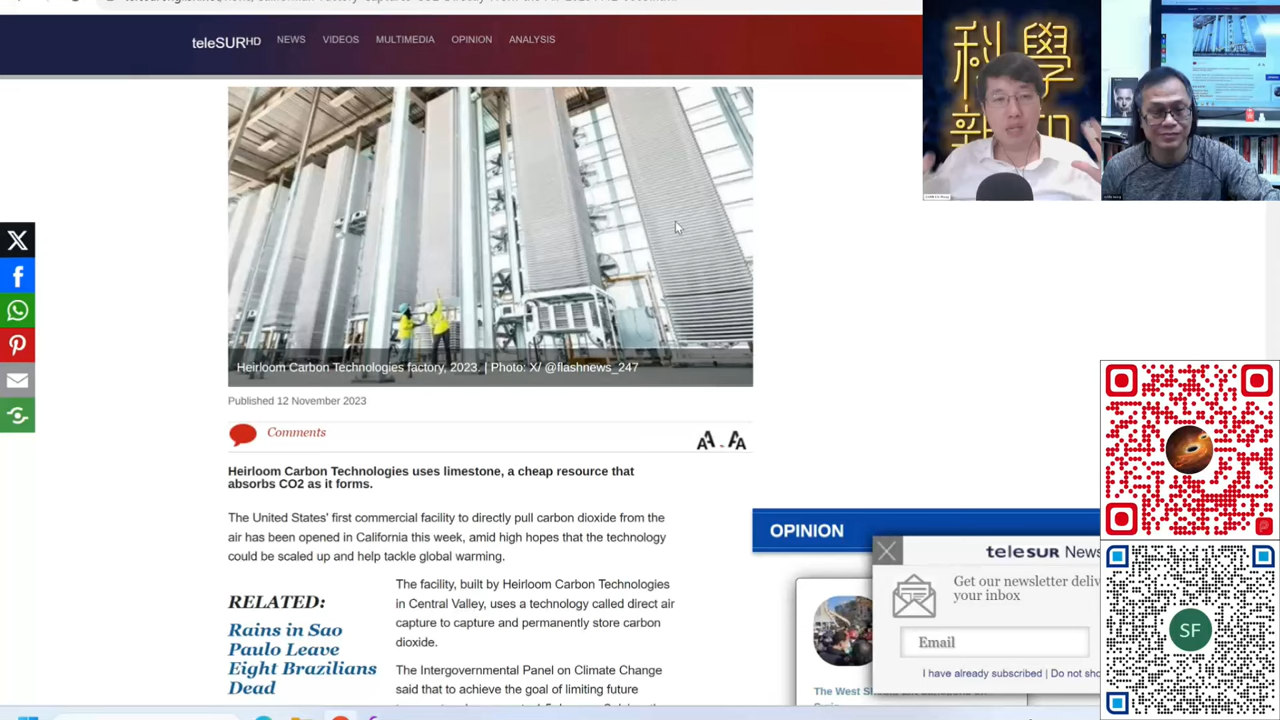 teleSURHD
NEWS
VIDEOS
MULTIMEDIA
OPINION
ANALYSIS
科學
新知
Heirloom Carbon Technologies factory, 2023. | Photo: X/ @flashnews_247
Published 12 November 2023
Comments
AA - AA
Heirloom Carbon Technologies uses limestone, a cheap resource that
absorbs CO2 as it forms.
The United States' first commercial facility to directly pull carbon dioxide from the
air has been opened in California this week, amid high hopes that the technology
could be scaled up and help tackle global warming.
RELATED:
Rains in Sao
Paulo Leave
Eight Brazilians
Dead
The facility, built by Heirloom Carbon Technologies
in Central Valley, uses a technology called direct air
capture to capture and permanently store carbon
dioxide.
The Intergovernmental Panel on Climate Change
said that to achieve the goal of limiting future
OPINION
teleSUR News
Get our newsletter deliv
your inbox
Email
I have already subscribed | Do not sho
SF